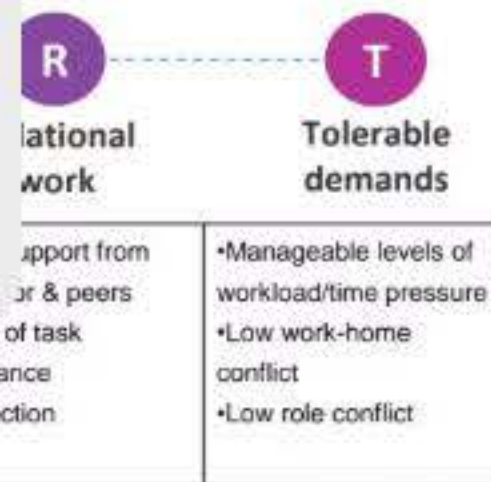 R
T
lational
work
Tolerable
demands
upport from
or & peers
of task
ance
ction
•Manageable levels of
workload/time pressure
•Low work-home
conflict
•Low role conflict